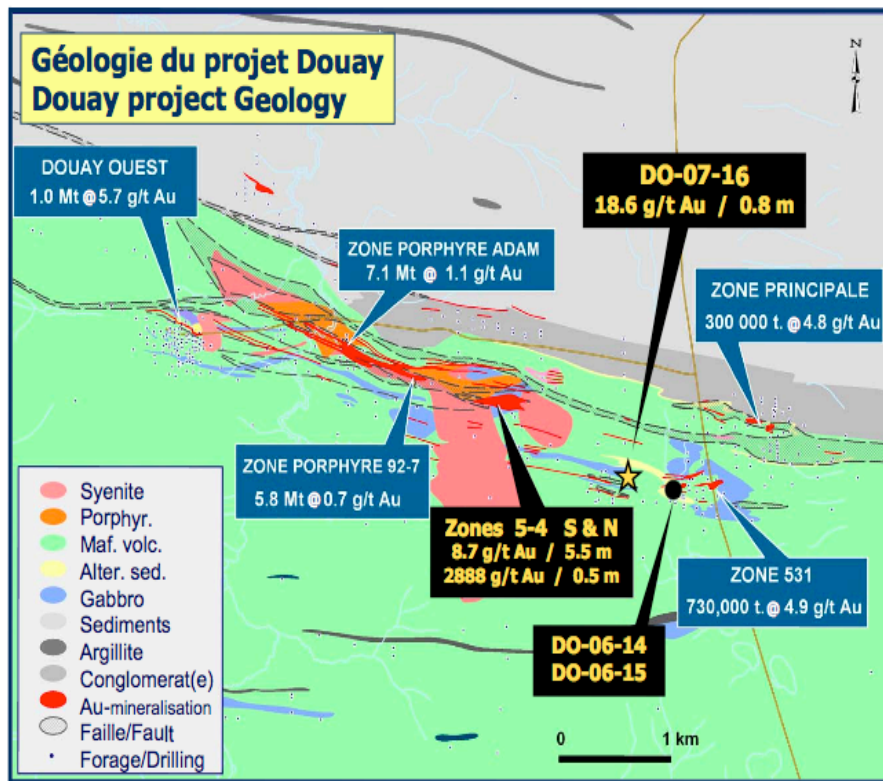 Géologie du projet Douay
Douay project Geology
N
DOUAY OUEST
1.0 Mt @ 5.7 g/t Au
DO-07-16
18.6 g/t Au / 0.8 m
ZONE PORPHYRE ADAM
7.1 Mt @ 1.1 g/t Au
ZONE PRINCIPALE
300 000 t. @ 4.8 g/t Au
ZONE PORPHYRE 92-7
5.8 Mt @ 0.7 g/t Au
Zones 5-4 S & N
8.7 g/t Au / 5.5 m
2888 g/t Au / 0.5 m
ZONE 531
730,000 t. @ 4.9 g/t Au
DO-06-14
DO-06-15
Syenite
Porphyr.
Maf. volc.
Alter. sed.
Gabbro
Sediments
Argillite
Conglomerat(e)
Au-mineralisation
Faille/Fault
Forage/Drilling
0 1 km